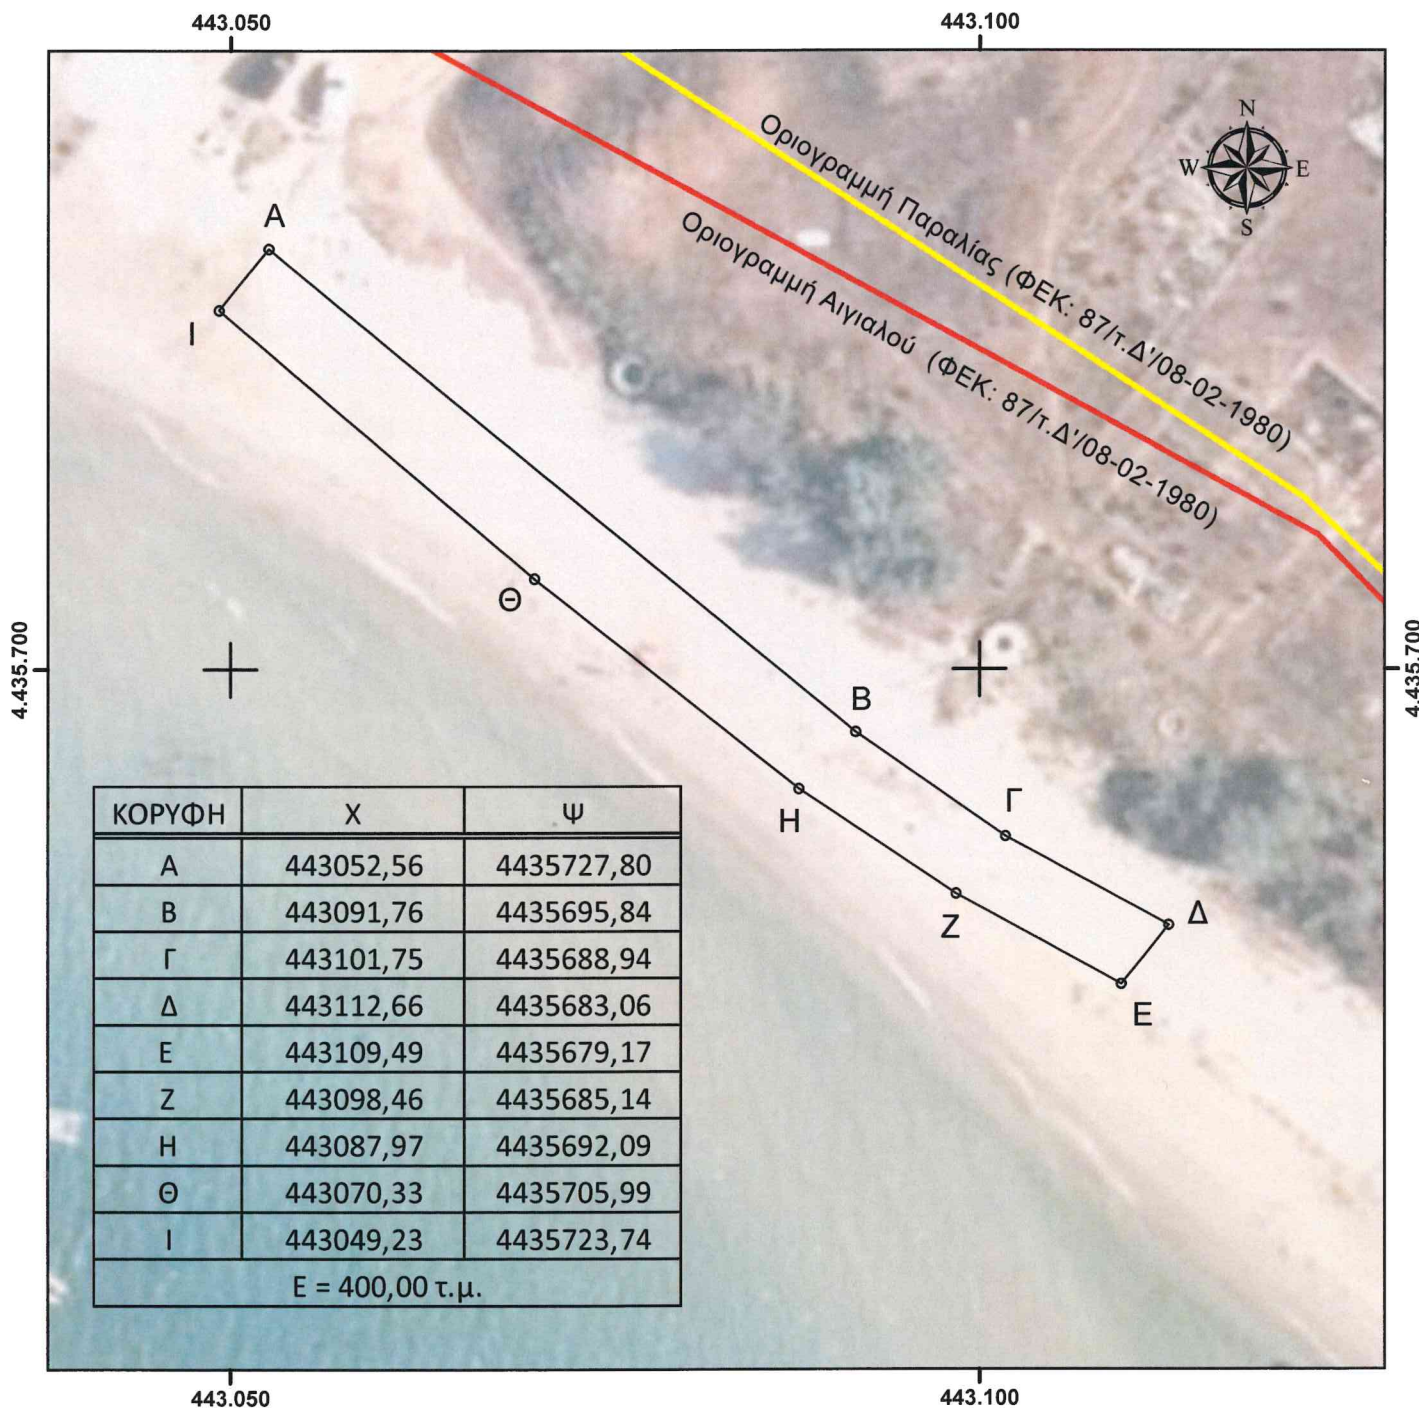 443.050
443.100
N
W E
S
Οριογραμμή Παραλίας (ΦΕΚ: 87/τ.Δ'/08-02-1980)
Οριογραμμή Αιγιαλού (ΦΕΚ: 87/τ.Δ'/08-02-1980)
Α
Ι
Θ
4.435.700
4.435.700
Β
Η
Γ
Ζ
Δ
Ε
ΚΟΡΥΦΗ Χ Ψ
Α 443052,56 4435727,80
Β 443091,76 4435695,84
Γ 443101,75 4435688,94
Δ 443112,66 4435683,06
Ε 443109,49 4435679,17
Ζ 443098,46 4435685,14
Η 443087,97 4435692,09
Θ 443070,33 4435705,99
Ι 443049,23 4435723,74
Ε = 400,00 τ.μ.
443.050
443.100